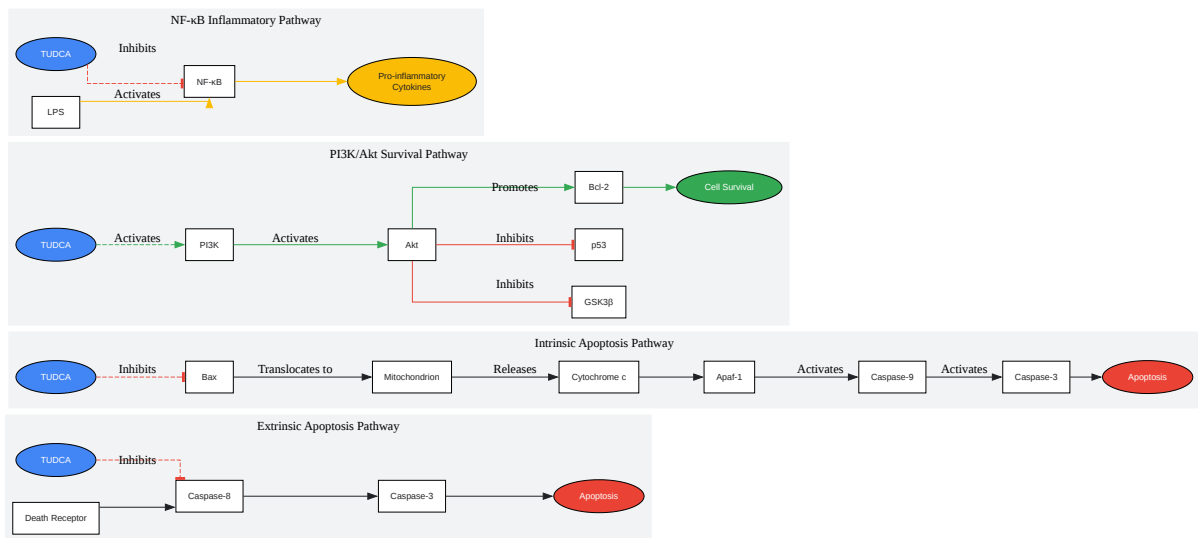 NF-κB Inflammatory Pathway
TUDCA
Inhibits
NF-κB
Pro-inflammatory
Cytokines
Activates
LPS
PI3K/Akt Survival Pathway
Promotes
Bcl-2
Cell Survival
TUDCA
Activates
PI3K
Activates
Akt
Inhibits
p53
Inhibits
GSK3β
Intrinsic Apoptosis Pathway
TUDCA
Inhibits
Bax
Translocates to
Mitochondrion
Releases
Cytochrome c
Apaf-1
Activates
Caspase-9
Activates
Caspase-3
Apoptosis
Extrinsic Apoptosis Pathway
TUDCA
Inhibits
Caspase-8
Caspase-3
Apoptosis
Death Receptor